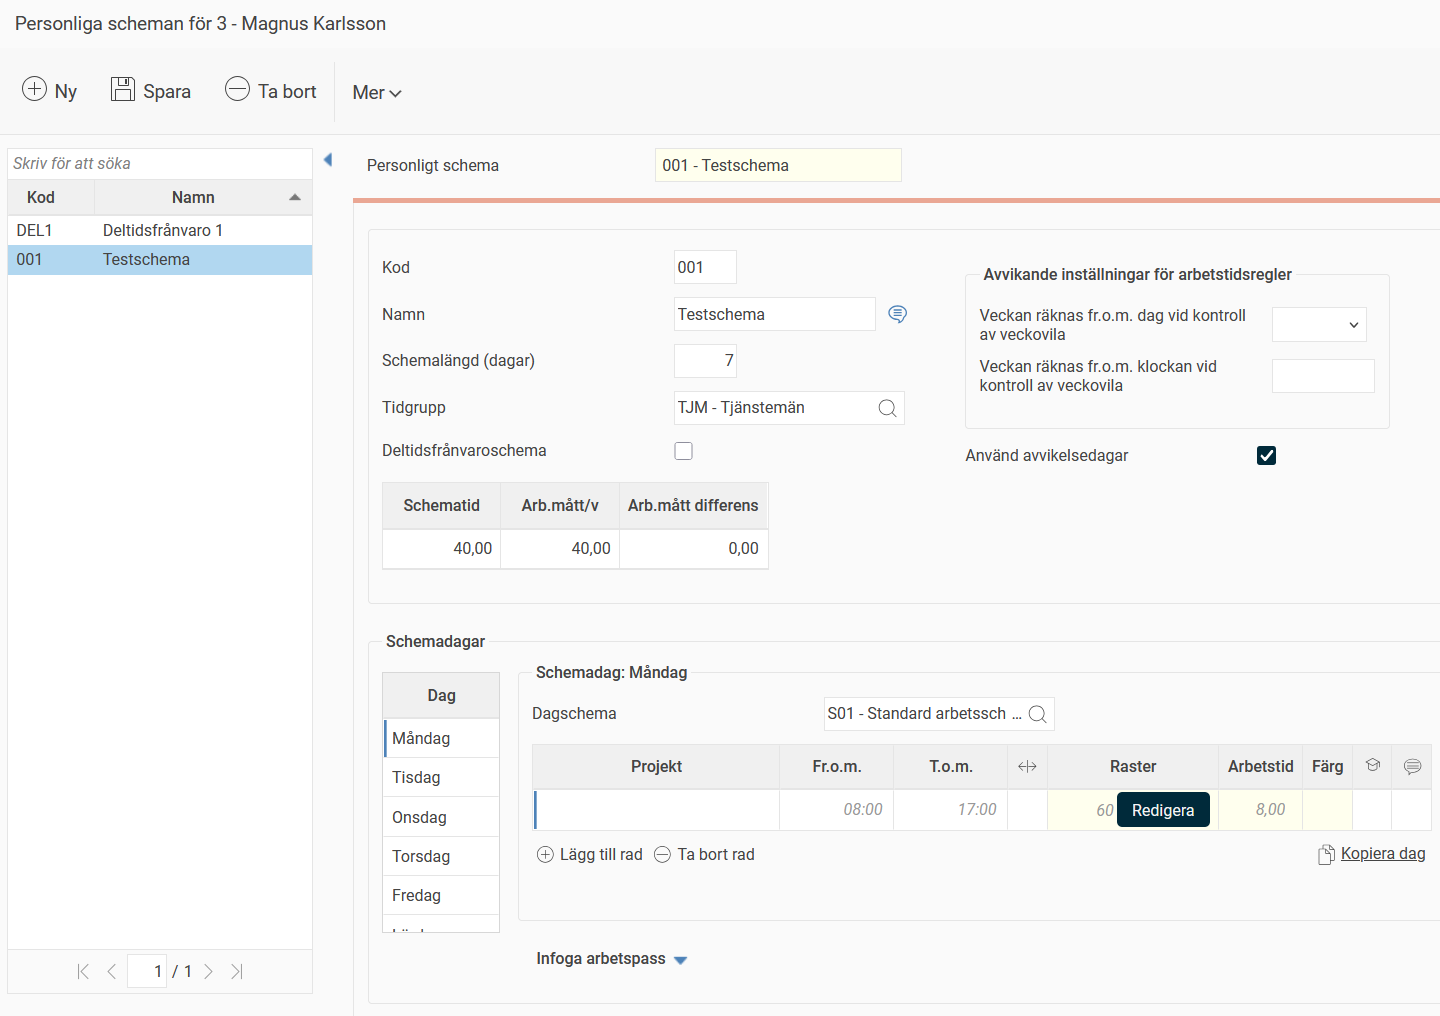 Personliga scheman för 3 - Magnus Karlsson
Ny Spara Ta bort Mer
Skriv för att söka
Kod Namn
DEL1 Deltidsfrånvaro 1
001 Testschema
1 / 1
Personligt schema 001 - Testschema
Kod 001
Namn Testschema
Schemalängd (dagar) 7
Tidgrupp TJM - Tjänstemän
Deltidsfrånvaroschema
Avvikande inställningar för arbetstidsregler
Veckan räknas fr.o.m. dag vid kontroll
av veckovila
Veckan räknas fr.o.m. klockan vid
kontroll av veckovila
Använd avvikelsedagar
Schematid Arb.mått/v Arb.mått differens
40,00 40,00 0,00
Schemadagar
Dag
Måndag
Tisdag
Onsdag
Torsdag
Fredag
Schemadag: Måndag
Dagschema S01 - Standard arbetssch ...
Projekt Fr.o.m. T.o.m. Raster Arbetstid Färg
08:00 17:00 60 Redigera 8,00
Lägg till rad Ta bort rad Kopiera dag
Infoga arbetspass